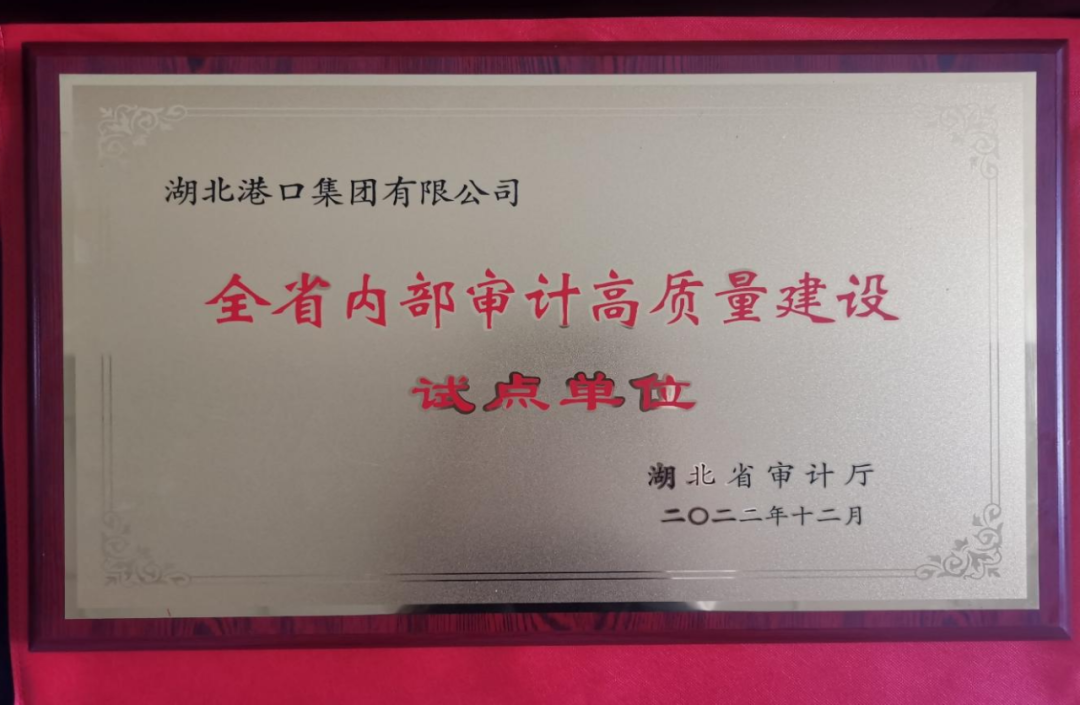 湖北港口集团有限公司
全省内部审计高质量建设
试点单位
湖北省审计厅
二〇二二年十二月